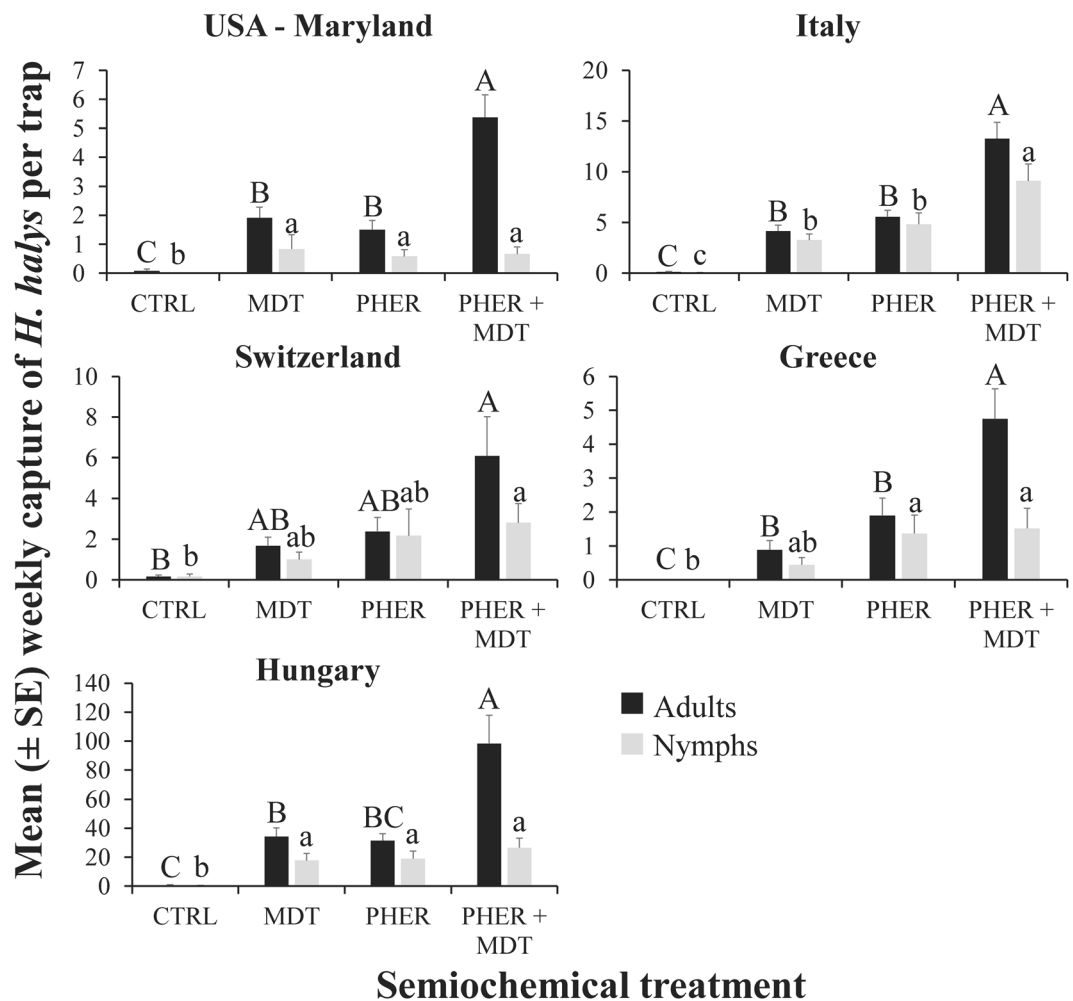 Mean (± SE) weekly capture of H. halys per trap
USA - Maryland
7
6
5
4
3
2
1
0
C b
B a
B a
A a
CTRL MDT PHER PHER +
MDT
Italy
20
15
10
5
0
C c
B b
B b
A a
CTRL MDT PHER PHER +
MDT
Switzerland
10
8
6
4
2
0
B b
AB ab
AB ab
A a
CTRL MDT PHER PHER +
MDT
Greece
6
5
4
3
2
1
0
C b
B ab
B a
A a
CTRL MDT PHER PHER +
MDT
Hungary
140
120
100
80
60
40
20
0
C b
B a
BC a
A a
CTRL MDT PHER PHER +
MDT
Adults
Nymphs
Semiochemical treatment